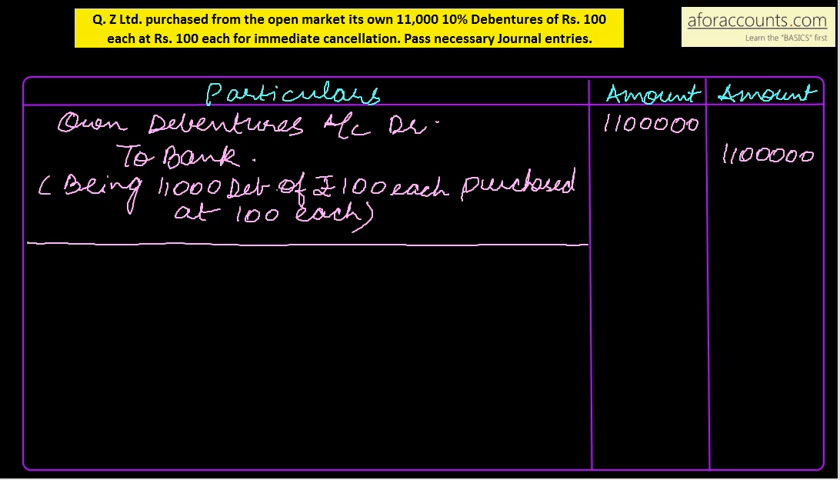 Q. Z Ltd. purchased from the open market its own 11,000 10% Debentures of Rs. 100
each at Rs. 100 each for immediate cancellation. Pass necessary Journal entries.
aforaccounts.com
Learn the "BASICS" first
Particulars Amount Amount
Own Debentures A/c Dr. 1100000
To Bank. 1100000
(Being 11000 Deb of ₹100 each purchased
at 100 each)